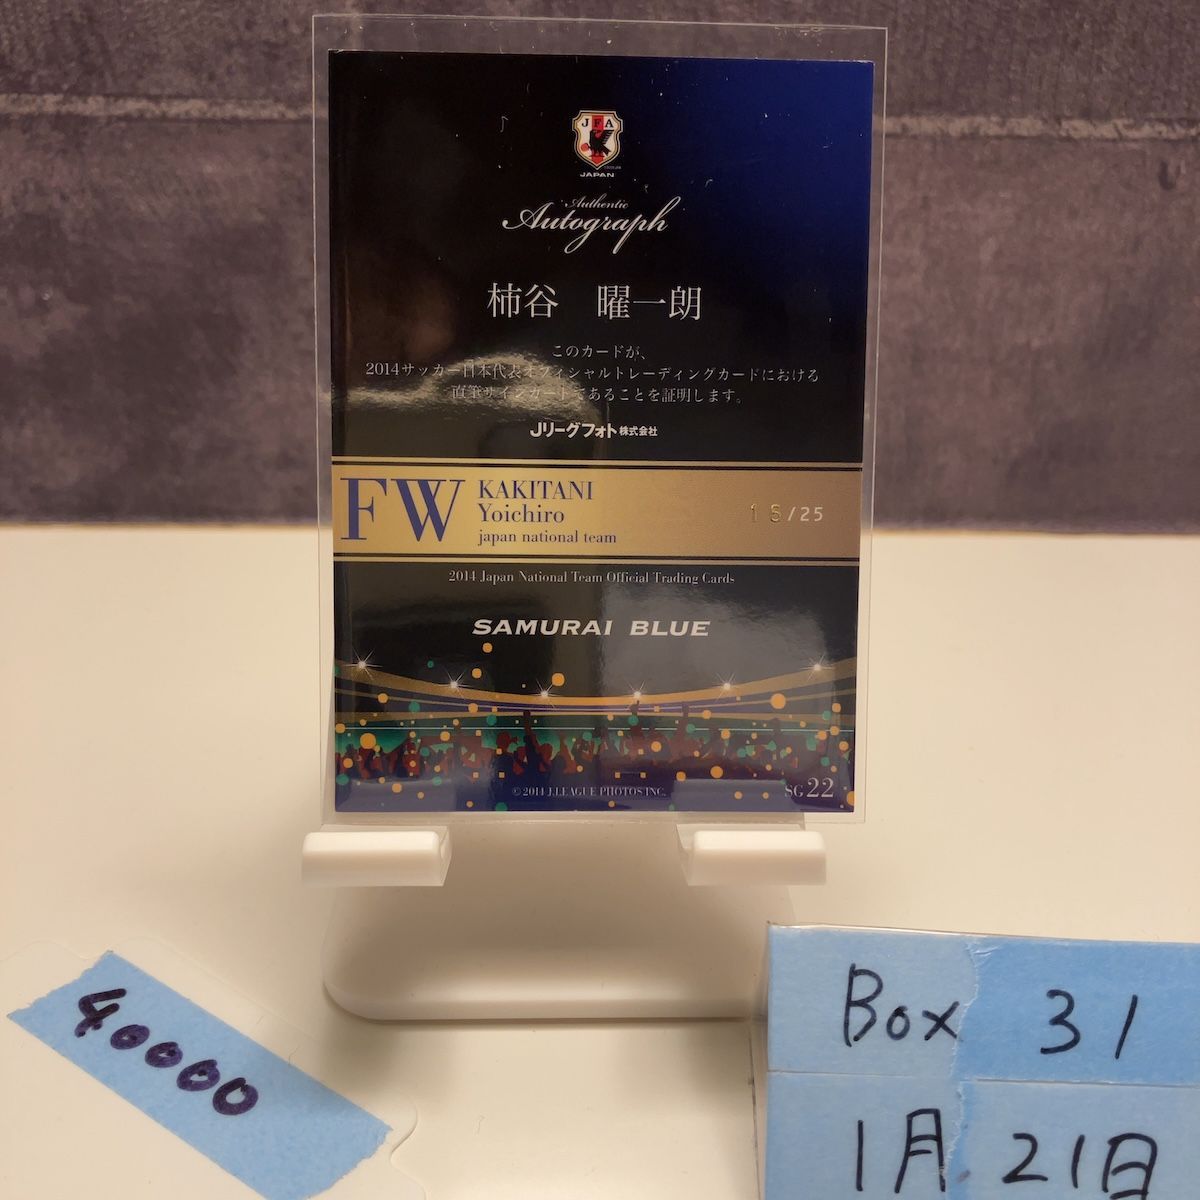 JFA
JAPAN
Authentic
Autograph
柿谷 曜一朗
このカードが、
2014サッカー日本代表オフィシャルトレーディングカードにおける
直筆サインカードであることを証明します。
Jリーグフォト株式会社
FW
KAKITANI
Yoichiro
japan national team
15/25
2014 Japan National Team Official Trading Cards
SAMURAI BLUE
©2014 J.LEAGUE PHOTOS INC.
SG22
40000
Box 31
1月21日